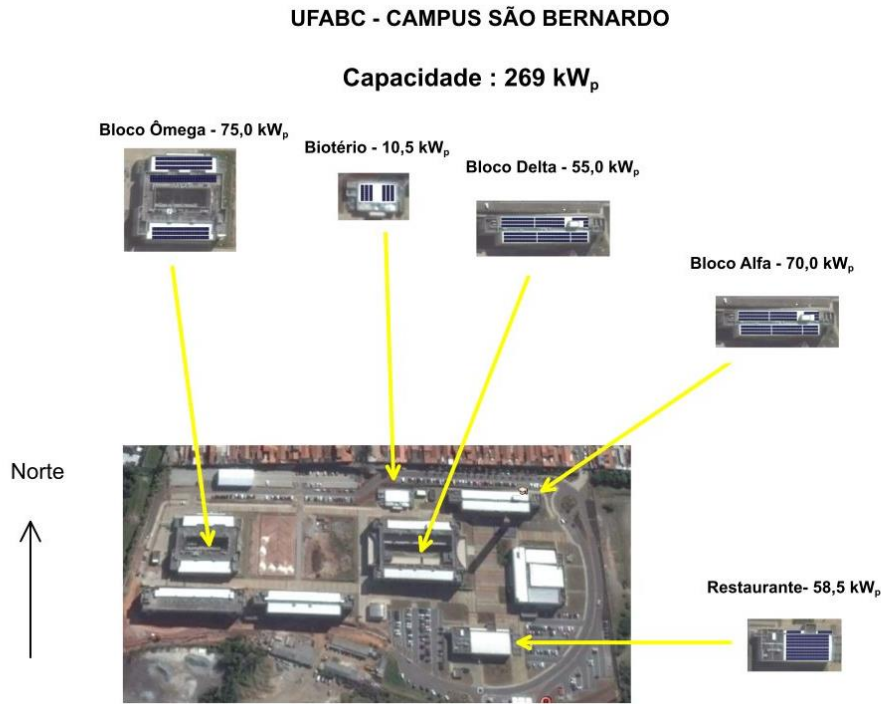 UFABC - CAMPUS SÃO BERNARDO
Capacidade : 269 kWp
Bloco Ômega - 75,0 kWp
Biotério - 10,5 kWp
Bloco Delta - 55,0 kWp
Bloco Alfa - 70,0 kWp
Norte
Restaurante- 58,5 kWp